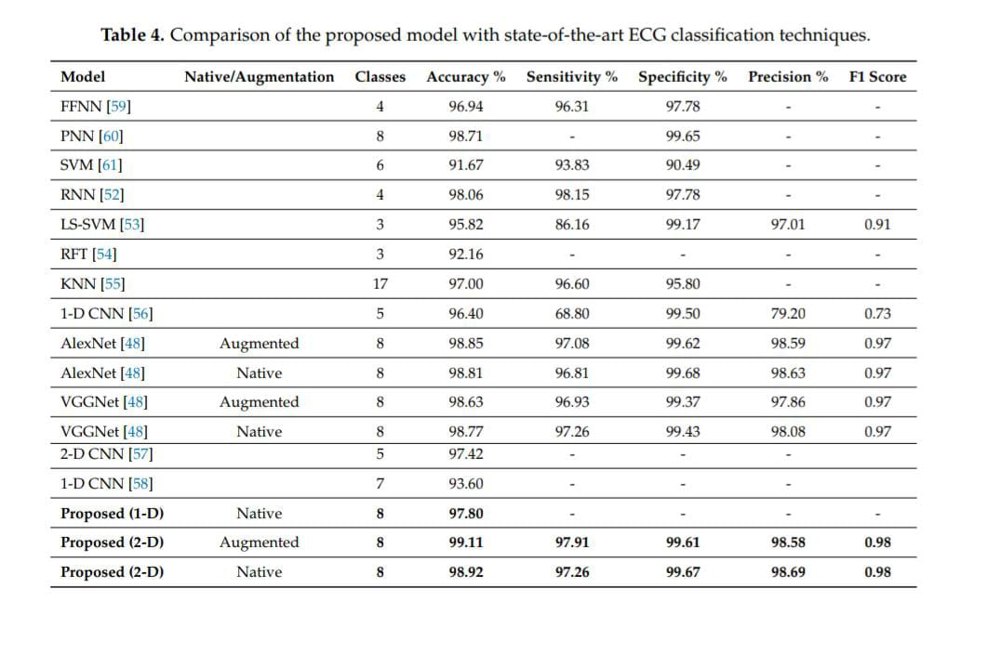 Table 4. Comparison of the proposed model with state-of-the-art ECG classification techniques.
Model Native/Augmentation Classes Accuracy % Sensitivity % Specificity % Precision % F1 Score
FFNN [59] 4 96.94 96.31 97.78 - -
PNN [60] 8 98.71 - 99.65 - -
SVM [61] 6 91.67 93.83 90.49 - -
RNN [52] 4 98.06 98.15 97.78 - -
LS-SVM [53] 3 95.82 86.16 99.17 97.01 0.91
RFT [54] 3 92.16 - - - -
KNN [55] 17 97.00 96.60 95.80 - -
1-D CNN [56] 5 96.40 68.80 99.50 79.20 0.73
AlexNet [48] Augmented 8 98.85 97.08 99.62 98.59 0.97
AlexNet [48] Native 8 98.81 96.81 99.68 98.63 0.97
VGGNet [48] Augmented 8 98.63 96.93 99.37 97.86 0.97
VGGNet [48] Native 8 98.77 97.26 99.43 98.08 0.97
2-D CNN [57] 5 97.42 - - -
1-D CNN [58] 7 93.60 - - -
Proposed (1-D) Native 8 97.80 - - - -
Proposed (2-D) Augmented 8 99.11 97.91 99.61 98.58 0.98
Proposed (2-D) Native 8 98.92 97.26 99.67 98.69 0.98